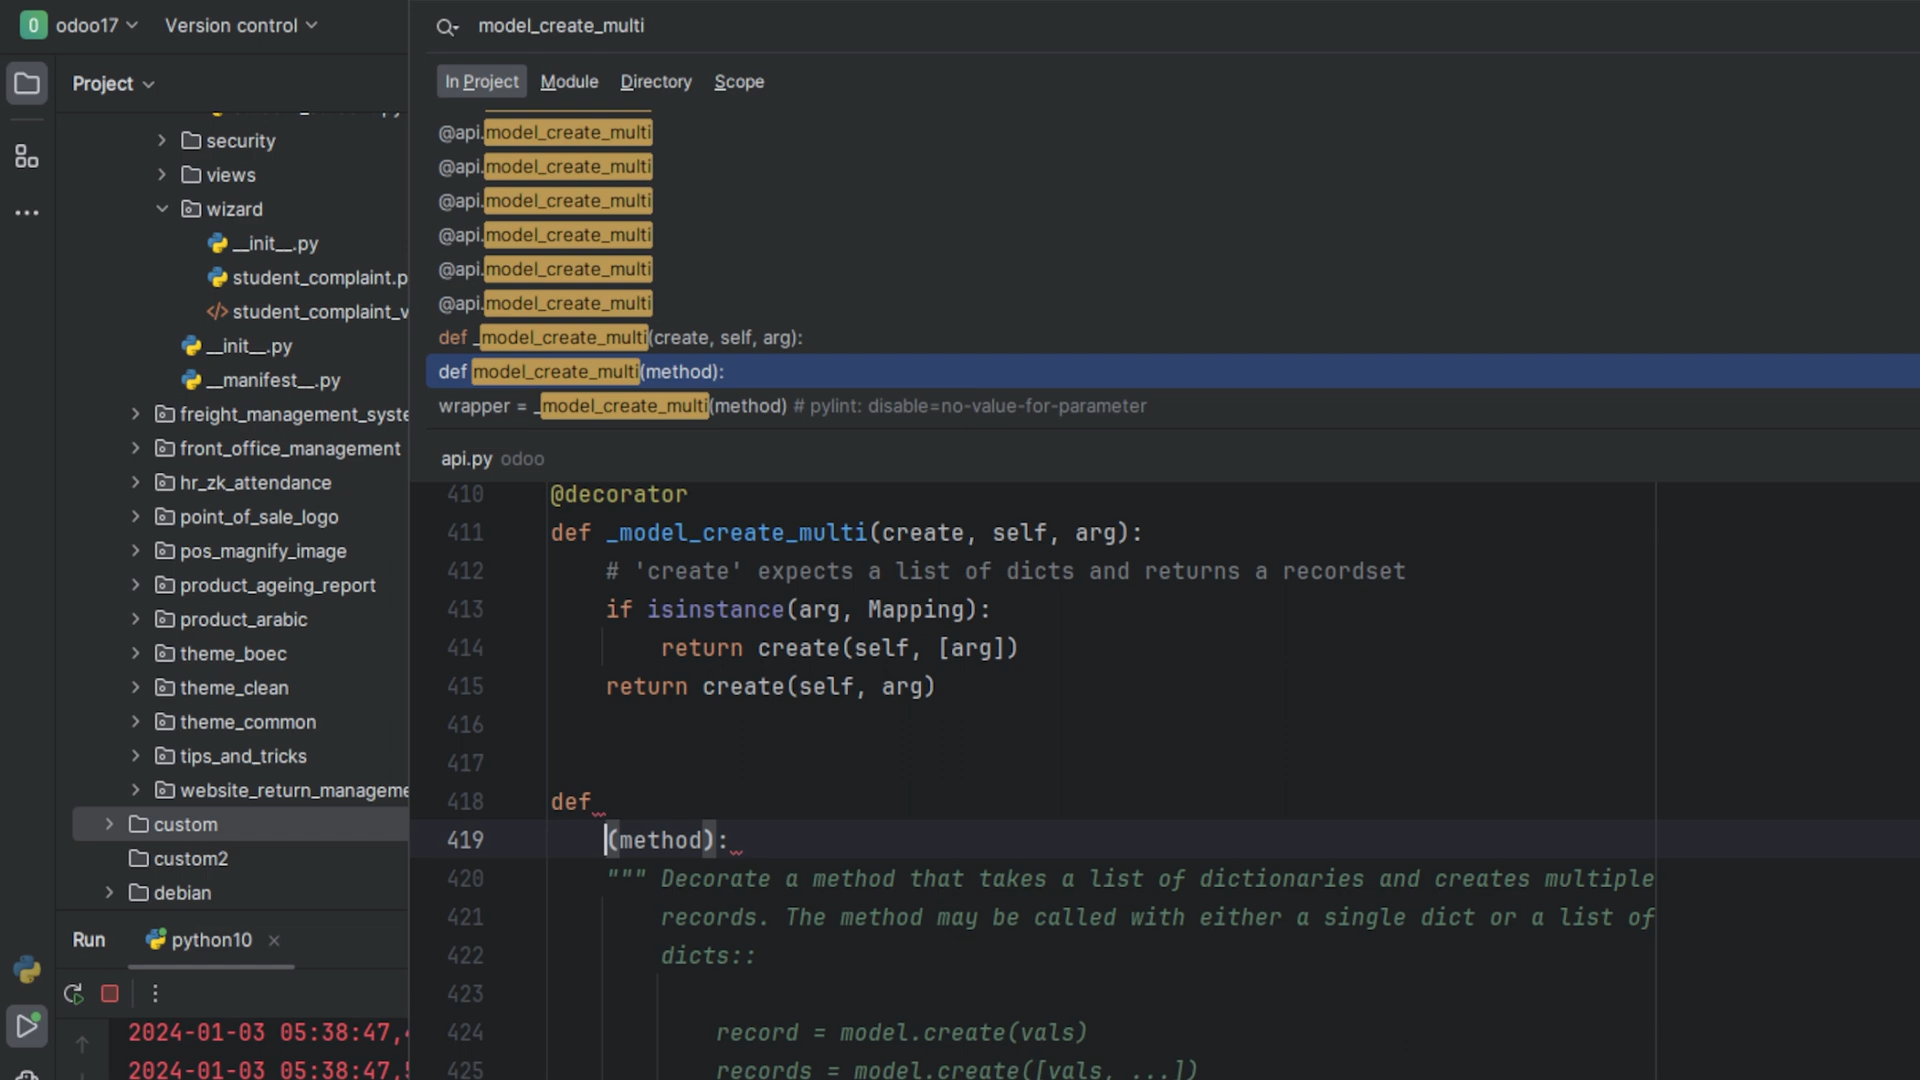 O odoo17 Version control
model_create_multi
Project
In Project Module Directory Scope
security
views
wizard
__init__.py
student_complaint.p
student_complaint_v
__init__.py
__manifest__.py
freight_management_syste
front_office_management
hr_zk_attendance
point_of_sale_logo
pos_magnify_image
product_ageing_report
product_arabic
theme_boec
theme_clean
theme_common
tips_and_tricks
website_return_manageme
custom
custom2
debian
@api.model_create_multi
@api.model_create_multi
@api.model_create_multi
@api.model_create_multi
@api.model_create_multi
@api.model_create_multi
def _model_create_multi(create, self, arg):
def model_create_multi(method):
wrapper = _model_create_multi(method) # pylint: disable=no-value-for-parameter
api.py odoo
410 @decorator
411 def _model_create_multi(create, self, arg):
412 # 'create' expects a list of dicts and returns a recordset
413 if isinstance(arg, Mapping):
414 return create(self, [arg])
415 return create(self, arg)
416
417
418 def
419 (method):
420 """ Decorate a method that takes a list of dictionaries and creates multiple
421 records. The method may be called with either a single dict or a list of
422 dicts::
423
424 record = model.create(vals)
425 records = model.create([vals, ...])
Run python10
2024-01-03 05:38:47,
2024-01-03 05:38:47,